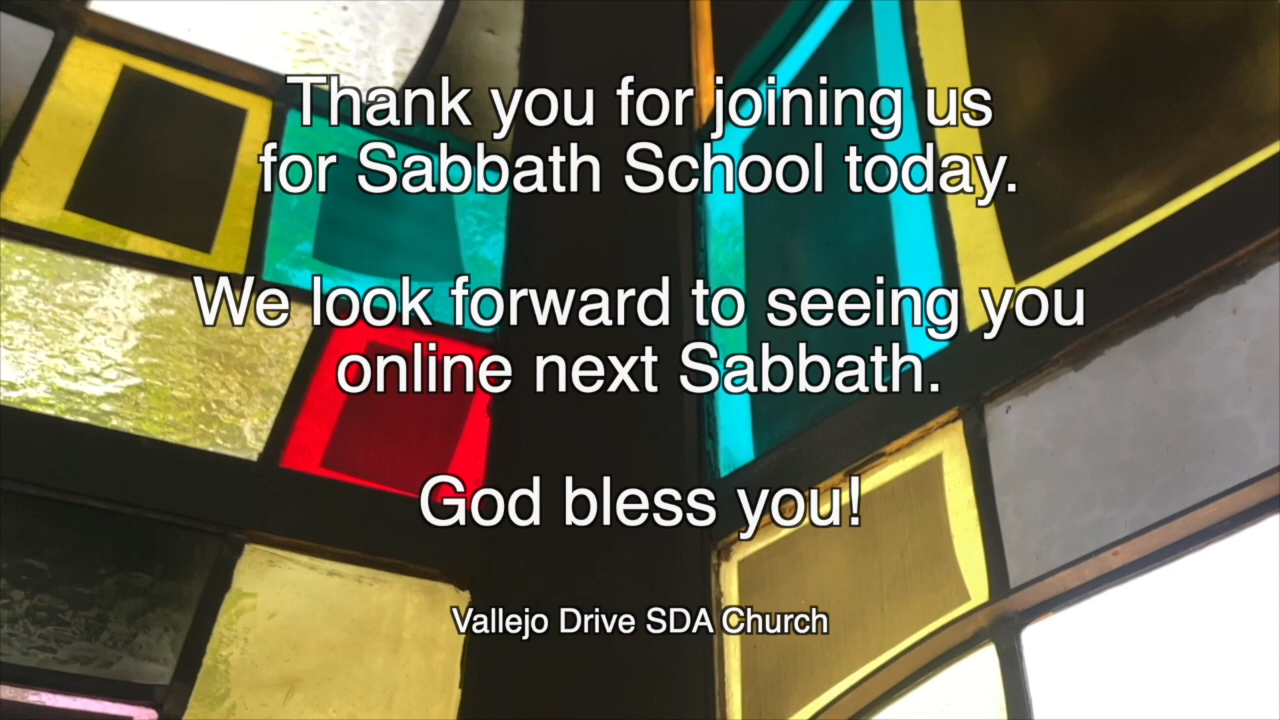 Thank you for joining us
for Sabbath School today.
We look forward to seeing you
online next Sabbath.
God bless you!
Vallejo Drive SDA Church